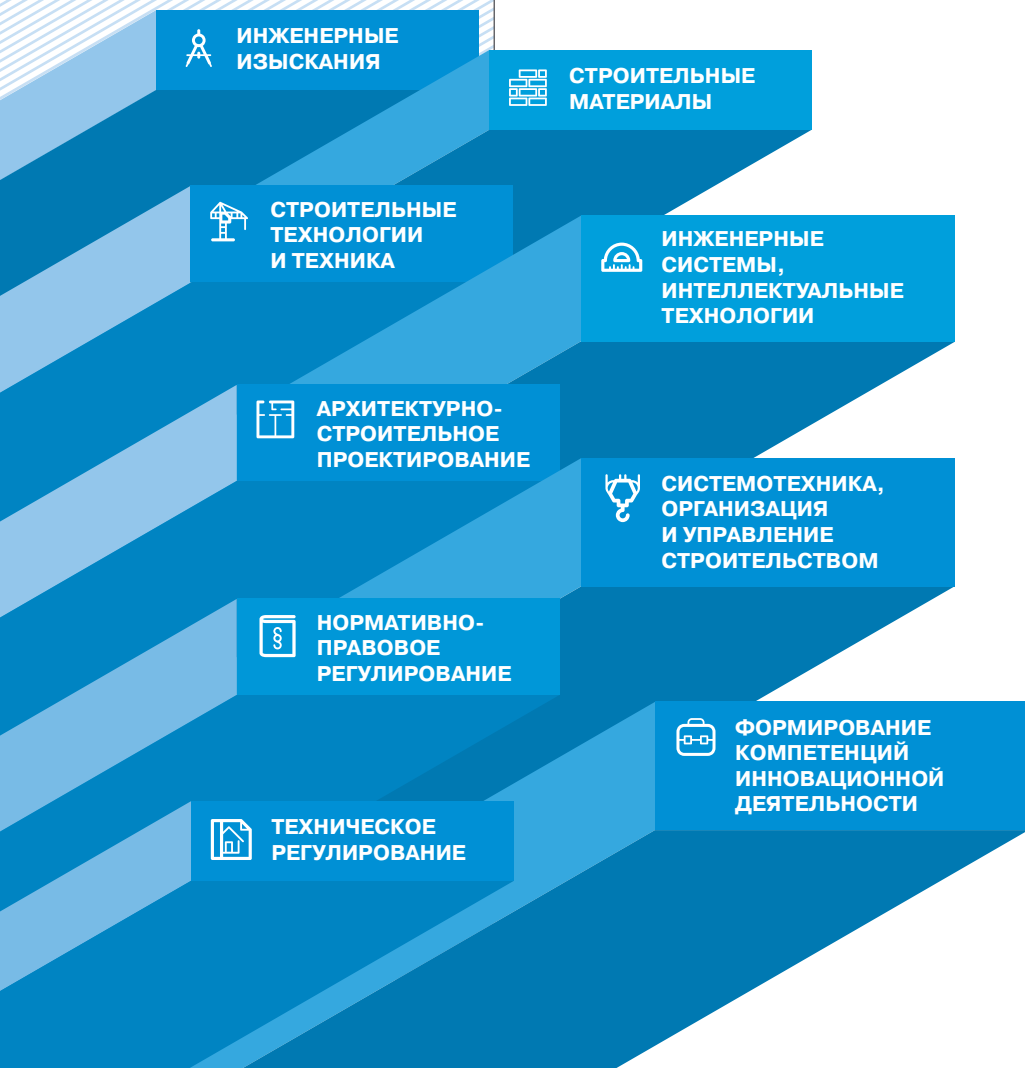 ИНЖЕНЕРНЫЕ
ИЗЫСКАНИЯ
СТРОИТЕЛЬНЫЕ
МАТЕРИАЛЫ
СТРОИТЕЛЬНЫЕ
ТЕХНОЛОГИИ
И ТЕХНИКА
ИНЖЕНЕРНЫЕ
СИСТЕМЫ,
ИНТЕЛЛЕКТУАЛЬНЫЕ
ТЕХНОЛОГИИ
АРХИТЕКТУРНО-
СТРОИТЕЛЬНОЕ
ПРОЕКТИРОВАНИЕ
СИСТЕМОТЕХНИКА,
ОРГАНИЗАЦИЯ
И УПРАВЛЕНИЕ
СТРОИТЕЛЬСТВОМ
§
НОРМАТИВНО-
ПРАВОВОЕ
РЕГУЛИРОВАНИЕ
ФОРМИРОВАНИЕ
КОМПЕТЕНЦИЙ
ИННОВАЦИОННОЙ
ДЕЯТЕЛЬНОСТИ
ТЕХНИЧЕСКОЕ
РЕГУЛИРОВАНИЕ